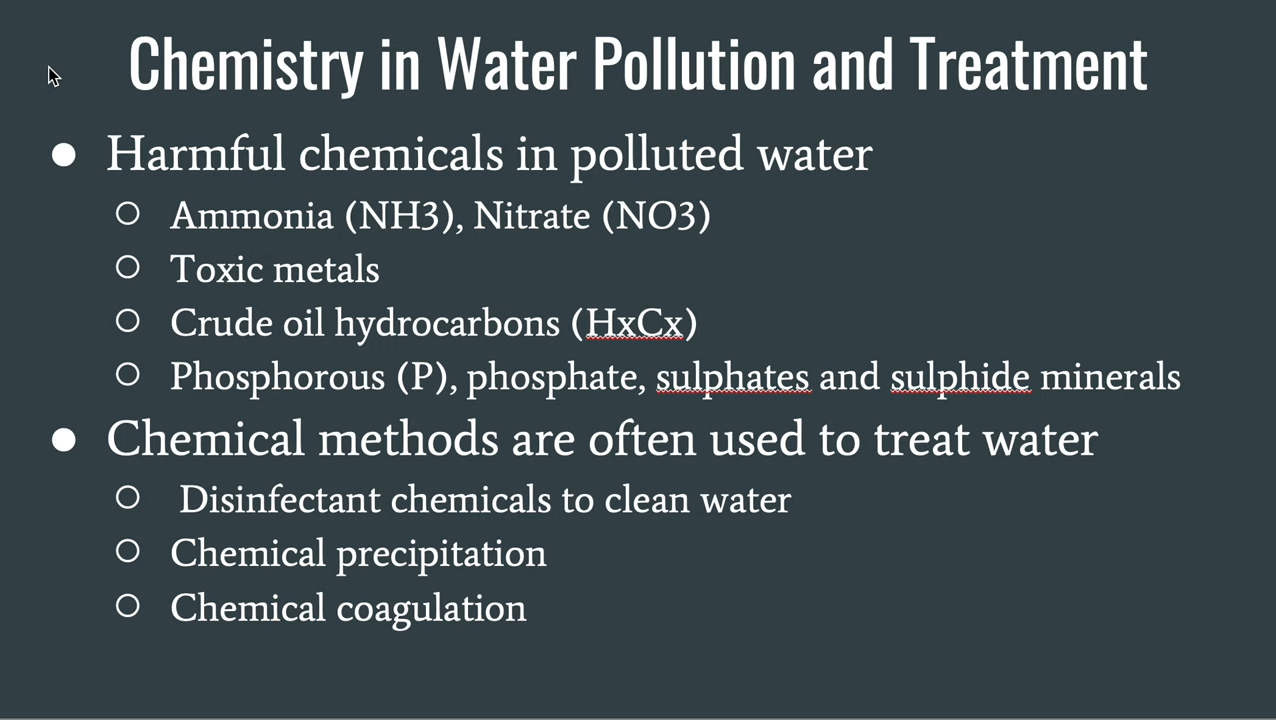 Chemistry in Water Pollution and Treatment
● Harmful chemicals in polluted water
○ Ammonia (NH3), Nitrate (NO3)
○ Toxic metals
○ Crude oil hydrocarbons (HxCx)
○ Phosphorous (P), phosphate, sulphates and sulphide minerals
● Chemical methods are often used to treat water
○ Disinfectant chemicals to clean water
○ Chemical precipitation
○ Chemical coagulation